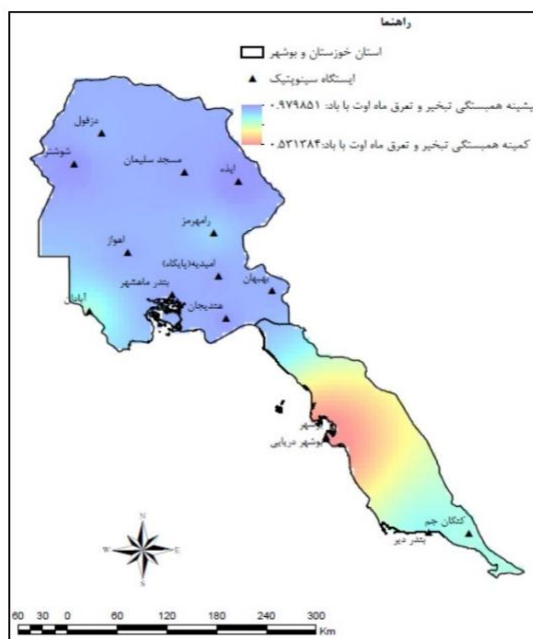 راهنما
استان خوزستان و بوشهر
ایستگاه سینوپتیک
بیشینه همبستگی تبخیر و تعرق ماه اوت با باد: ۰.۹۷۹۸۵۱
کمینه همبستگی تبخیر و تعرق ماه اوت با باد:۰.۵۳۱۳۸۴
دزفول
شوشتر
مسجد سلیمان
ایذه
رامهرمز
اهواز
امیدیه(پایگاه)
بهبهان
بندر ماهشهر
آبادان
هندیجان
بوشهر
بوشهر دریایی
کنگان جم
بندر دیر
N
W E
S
60 30 0 60 120 180 240 300
Km